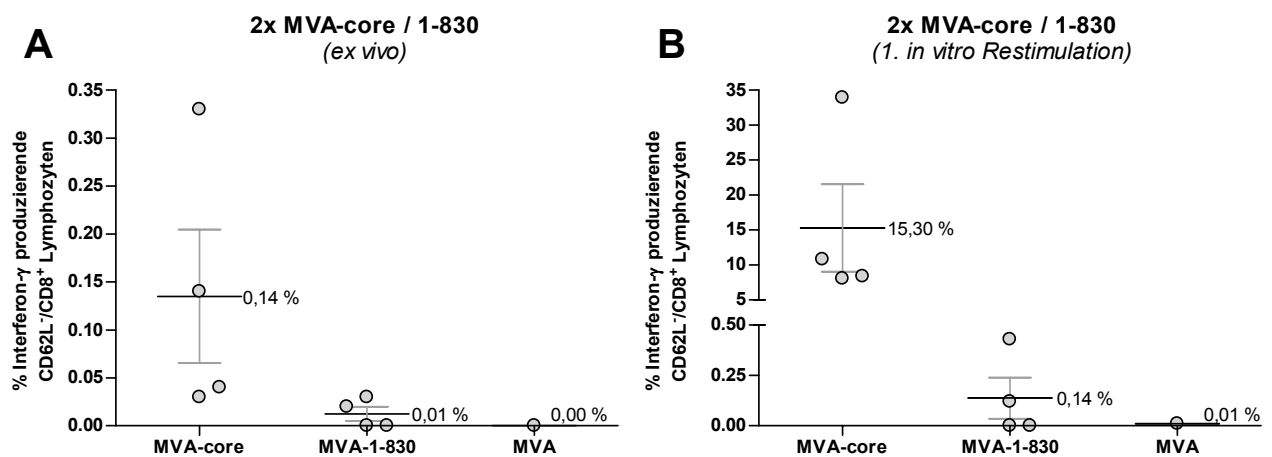 A
2x MVA-core / 1-830
(ex vivo)
% Interferon-γ produzierende
CD62L⁻/CD8⁺ Lymphozyten
0.35
0.30
0.25
0.20
0.15
0.10
0.05
0.00
0,14 %
0,01 %
0,00 %
MVA-core
MVA-1-830
MVA
B
2x MVA-core / 1-830
(1. in vitro Restimulation)
% Interferon-γ produzierende
CD62L⁻/CD8⁺ Lymphozyten
35
30
25
20
15
10
5
0.50
0.25
0.00
15,30 %
0,14 %
0,01 %
MVA-core
MVA-1-830
MVA